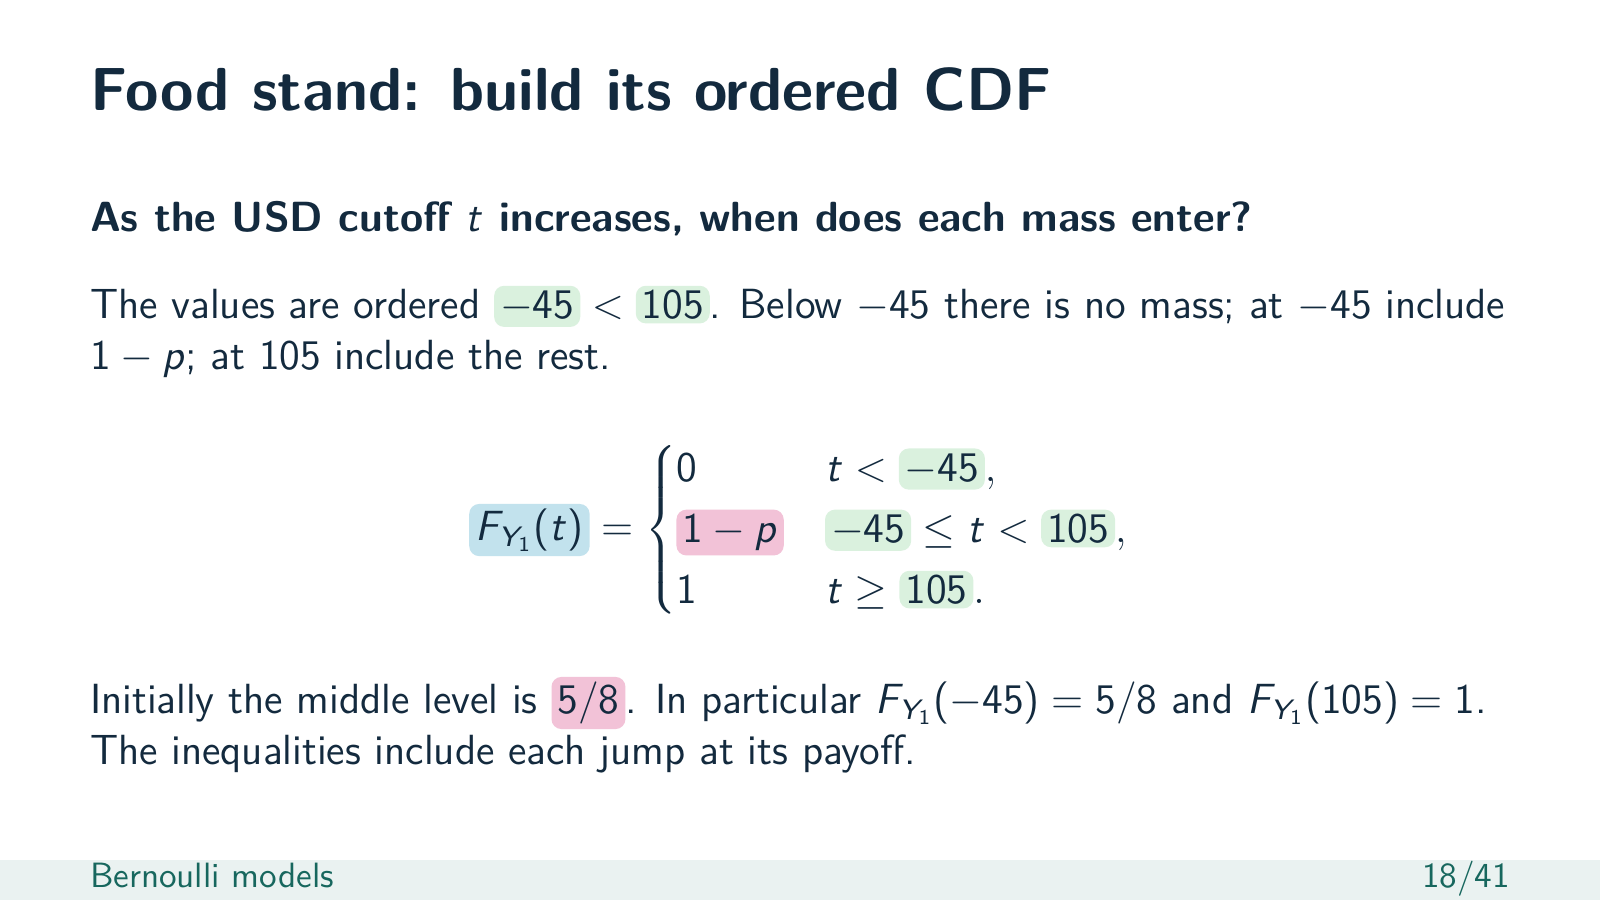 Food stand: build its ordered CDF
As the USD cutoff t increases, when does each mass enter?
The values are ordered −45 < 105. Below −45 there is no mass; at −45 include
1 − p; at 105 include the rest.
0 t < −45,
F_{Y_1}(t) = { 1 − p −45 ≤ t < 105,
1 t ≥ 105.
Initially the middle level is 5/8. In particular F_{Y_1}(−45) = 5/8 and F_{Y_1}(105) = 1.
The inequalities include each jump at its payoff.
Bernoulli models 18/41